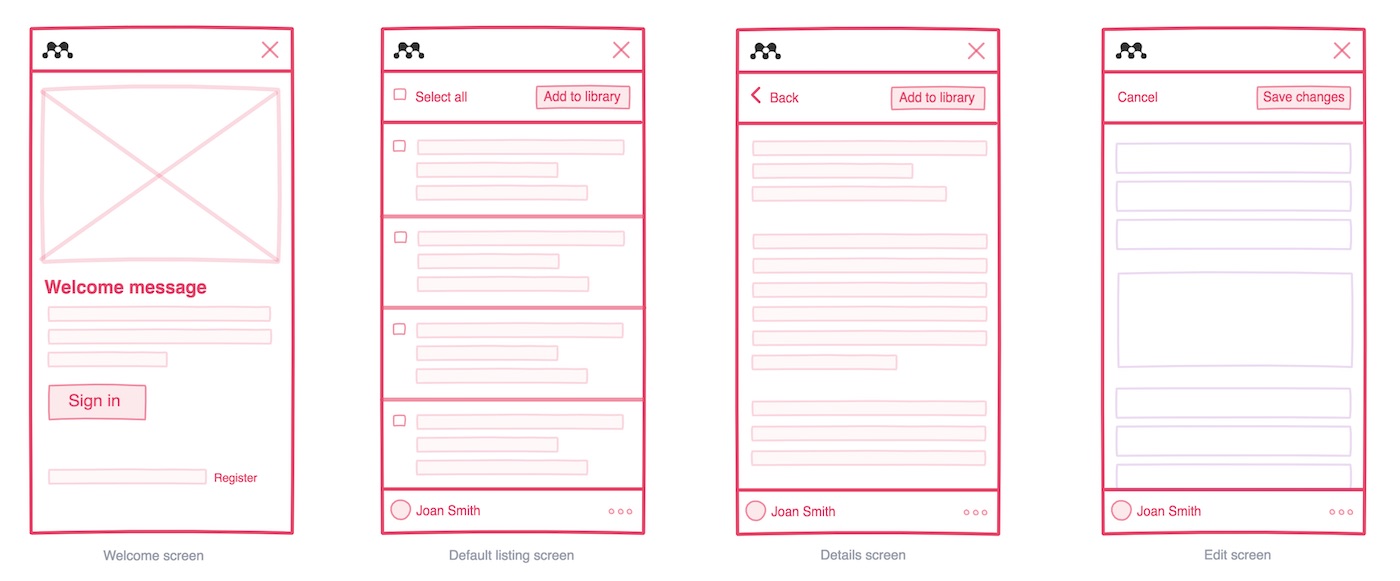 Welcome message
Sign in
Register
Welcome screen
Select all
Add to library
Joan Smith
Default listing screen
Back
Add to library
Joan Smith
Details screen
Cancel
Save changes
Joan Smith
Edit screen